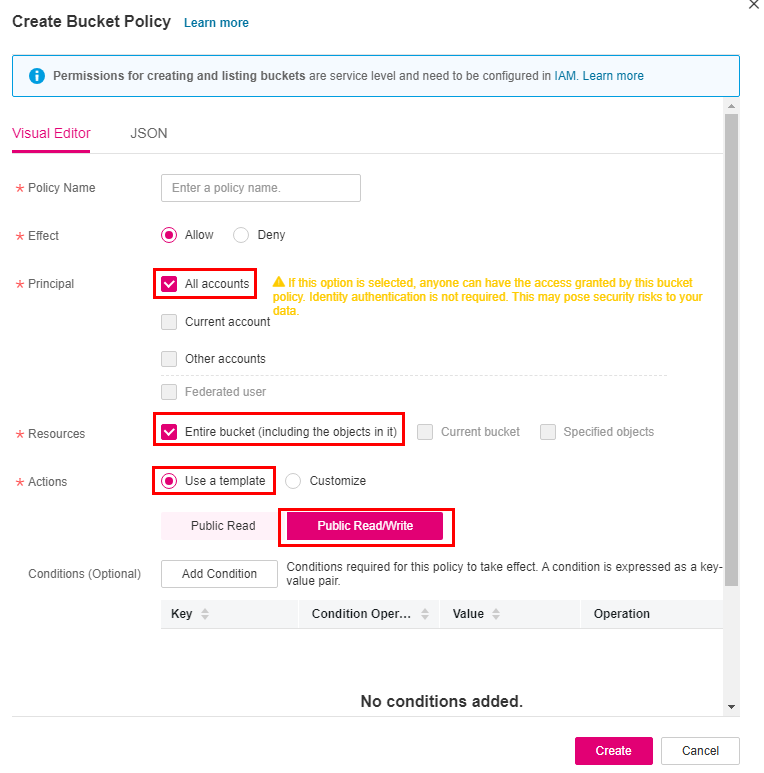 Create Bucket Policy Learn more
Permissions for creating and listing buckets are service level and need to be configured in IAM. Learn more
Visual Editor JSON
* Policy Name Enter a policy name.
* Effect Allow Deny
* Principal All accounts If this option is selected, anyone can have the access granted by this bucket
policy. Identity authentication is not required. This may pose security risks to your
data.
Current account
Other accounts
Federated user
* Resources Entire bucket (including the objects in it) Current bucket Specified objects
* Actions Use a template Customize
Public Read Public Read/Write
Conditions (Optional) Add Condition Conditions required for this policy to take effect. A condition is expressed as a key-
value pair.
Key Condition Oper... Value Operation
No conditions added.
Create Cancel